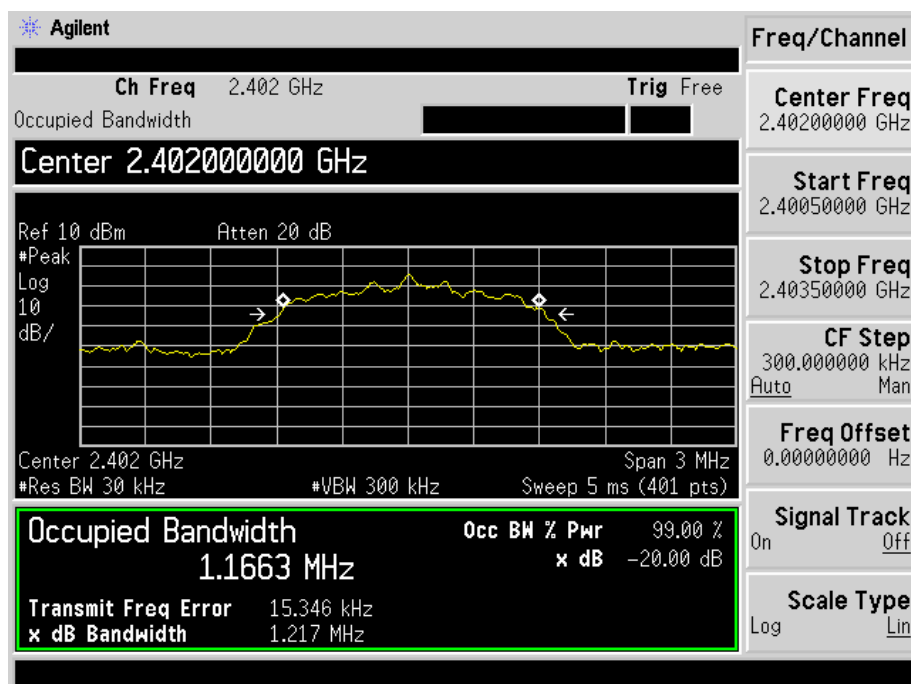 Agilent
Freq/Channel
Ch Freq 2.402 GHz Trig Free
Occupied Bandwidth
Center 2.402000000 GHz
Ref 10 dBm Atten 20 dB
#Peak
Log
10
dB/
Center 2.402 GHz Span 3 MHz
#Res BW 30 kHz #VBW 300 kHz Sweep 5 ms (401 pts)
Occupied Bandwidth Occ BW % Pwr 99.00 %
1.1663 MHz x dB -20.00 dB
Transmit Freq Error 15.346 kHz
x dB Bandwidth 1.217 MHz
Center Freq
2.40200000 GHz
Start Freq
2.40050000 GHz
Stop Freq
2.40350000 GHz
CF Step
300.000000 kHz
Auto Man
Freq Offset
0.00000000 Hz
Signal Track
On Off
Scale Type
Log Lin